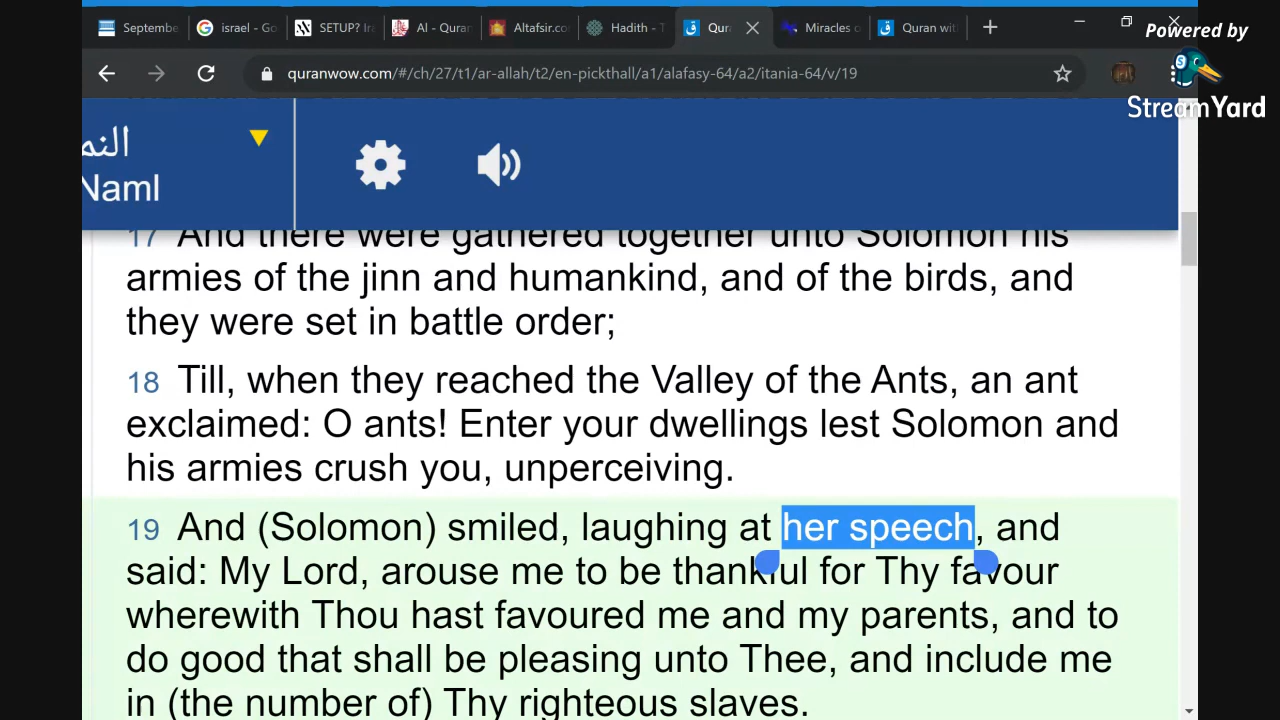 Septembe
israel - Go
SETUP? Ira
Al - Quran
Altafsir.co
Hadith - T
Qur
Miracles o
Quran wit
Powered by
quranwow.com/#/ch/27/t1/ar-allah/t2/en-pickthall/a1/alafasy-64/a2/itania-64/v/19
StreamYard
النم
Naml
17 And there were gathered together unto Solomon his
armies of the jinn and humankind, and of the birds, and
they were set in battle order;
18 Till, when they reached the Valley of the Ants, an ant
exclaimed: O ants! Enter your dwellings lest Solomon and
his armies crush you, unperceiving.
19 And (Solomon) smiled, laughing at her speech, and
said: My Lord, arouse me to be thankful for Thy favour
wherewith Thou hast favoured me and my parents, and to
do good that shall be pleasing unto Thee, and include me
in (the number of) Thy righteous slaves.